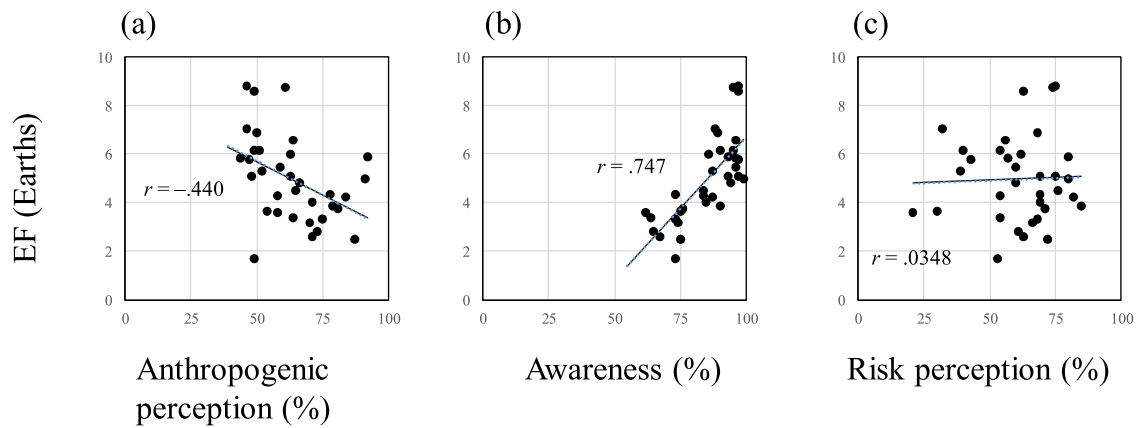 (a)
(b)
(c)
EF (Earths)
10
8
6
4
2
0
r = –.440
0 25 50 75 100
Anthropogenic
perception (%)
10
8
6
4
2
0
r = .747
0 25 50 75 100
Awareness (%)
10
8
6
4
2
0
r = .0348
0 25 50 75 100
Risk perception (%)